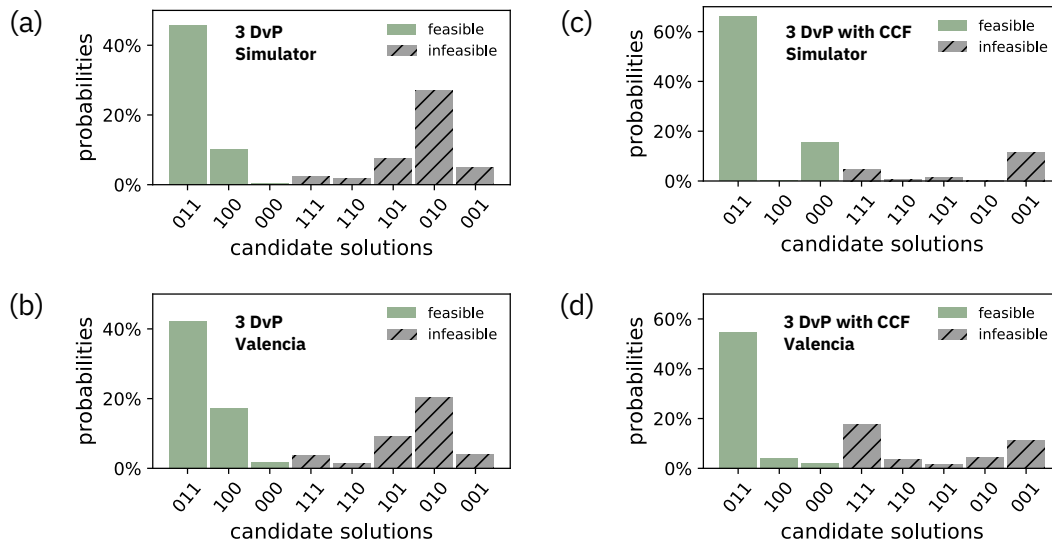 (a)
3 DvP
Simulator
feasible
infeasible
probabilities
40%
20%
0%
011 100 000 111 110 101 010 001
candidate solutions
(c)
3 DvP with CCF
Simulator
feasible
infeasible
probabilities
60%
40%
20%
0%
011 100 000 111 110 101 010 001
candidate solutions
(b)
3 DvP
Valencia
feasible
infeasible
probabilities
40%
20%
0%
011 100 000 111 110 101 010 001
candidate solutions
(d)
3 DvP with CCF
Valencia
feasible
infeasible
probabilities
60%
40%
20%
0%
011 100 000 111 110 101 010 001
candidate solutions